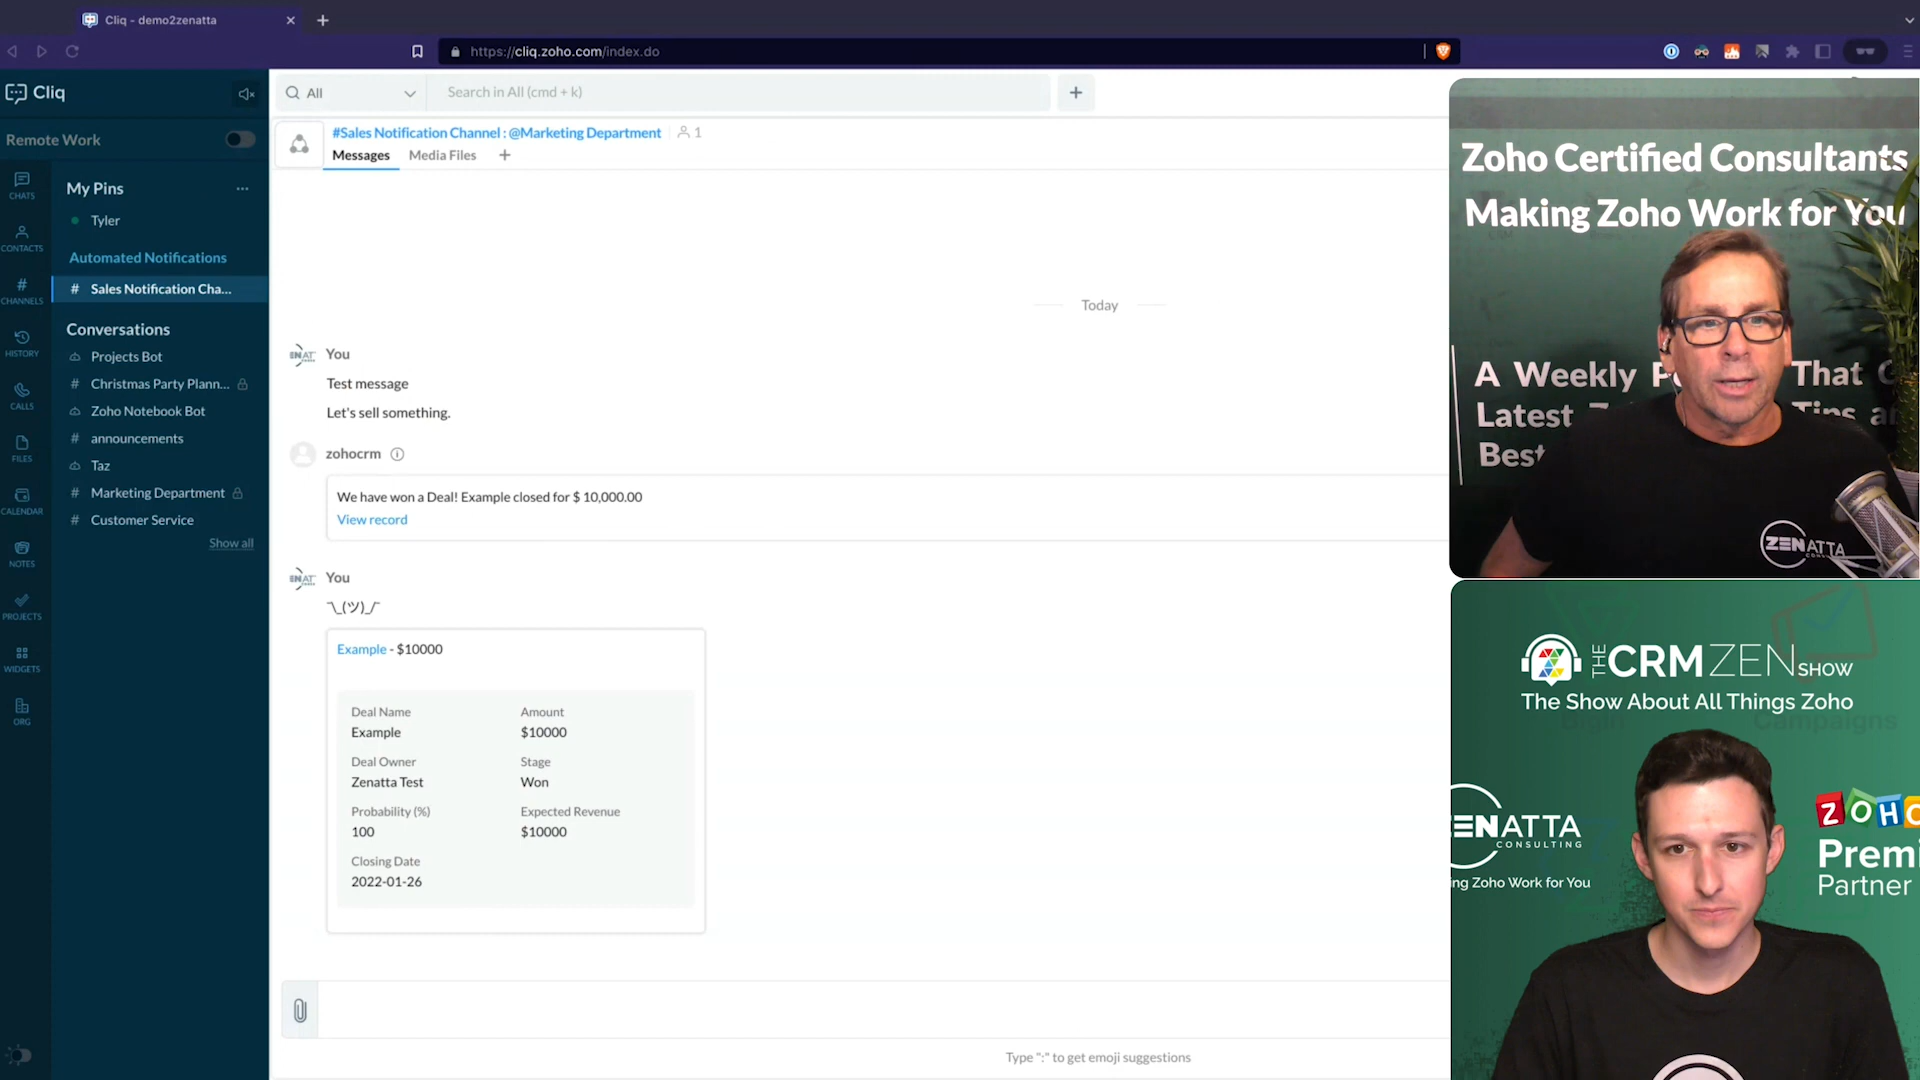 Cliq - demo2zenatta
https://cliq.zoho.com/index.do
Cliq
Remote Work
CHATS
CONTACTS
CHANNELS
HISTORY
CALLS
FILES
CALENDAR
NOTES
PROJECTS
WIDGETS
ORG
My Pins
Tyler
Automated Notifications
# Sales Notification Cha...
Conversations
Projects Bot
# Christmas Party Plann...
Zoho Notebook Bot
# announcements
Taz
# Marketing Department
# Customer Service
Show all
All
Search in All (cmd + k)
#Sales Notification Channel : @Marketing Department 1
Messages Media Files
Today
You
Test message
Let's sell something.
zohocrm
We have won a Deal! Example closed for $ 10,000.00
View record
You
¯\_(ツ)_/¯
Example - $10000
Deal Name Amount
Example $10000
Deal Owner Stage
Zenatta Test Won
Probability (%) Expected Revenue
100 $10000
Closing Date
2022-01-26
Type ":" to get emoji suggestions
Zoho Certified Consultants
Making Zoho Work for You
A Weekly That
Latest Tips
Best
ZENATTA
THE CRMZEN SHOW
The Show About All Things Zoho
Campaigns
ZENATTA
CONSULTING
ing Zoho Work for You
ZOHO
Premi
Partner